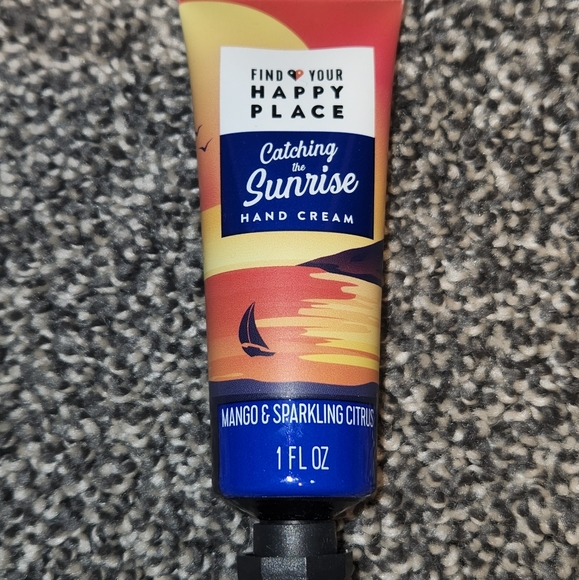 FIND YOUR
HAPPY
PLACE
Catching
the
Sunrise
HAND CREAM
MANGO & SPARKLING CITRUS
1 FL OZ